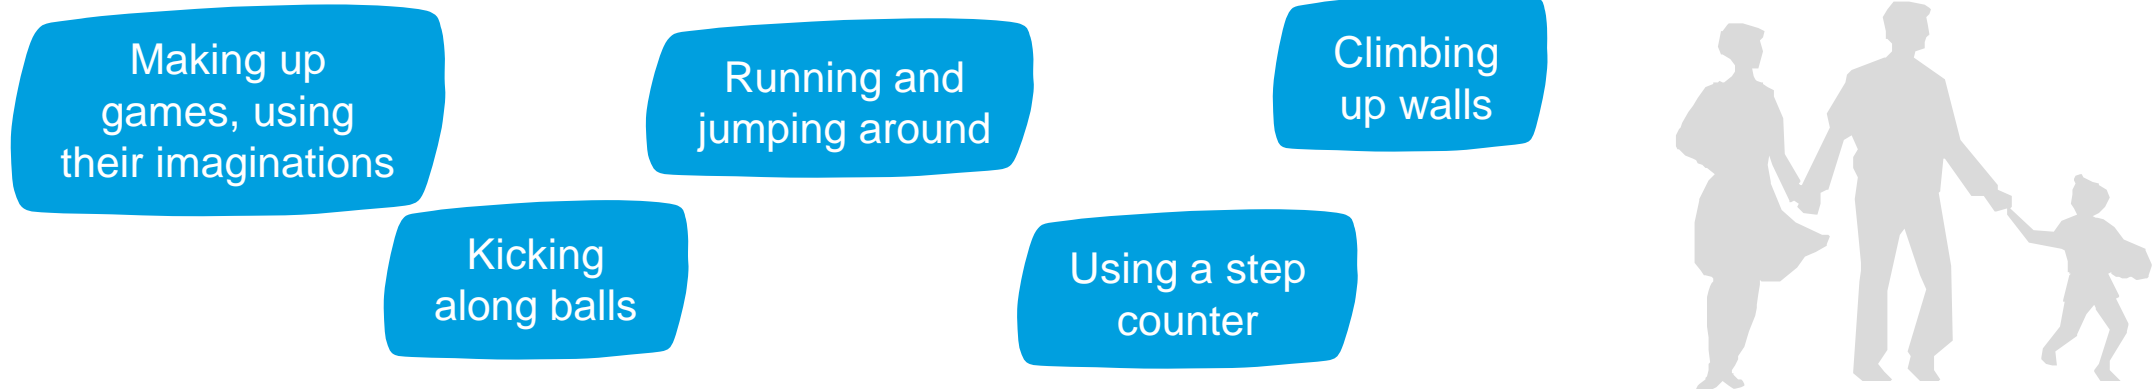 Making up
games, using
their imaginations
Running and
jumping around
Climbing
up walls
Kicking
along balls
Using a step
counter